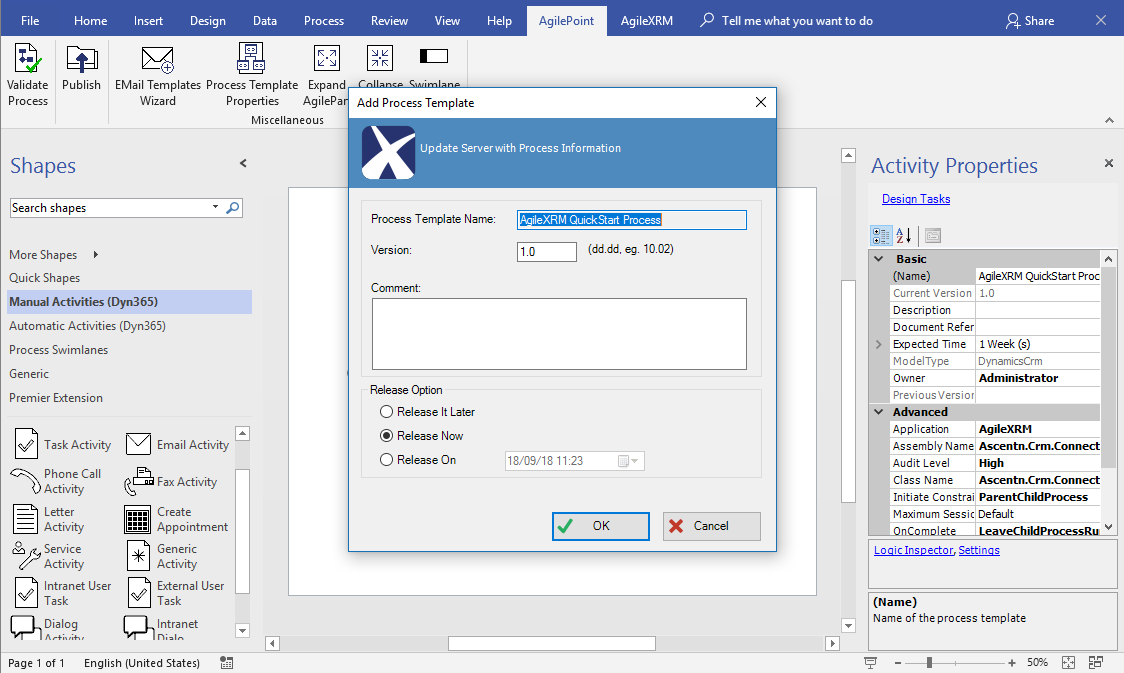 File Home Insert Design Data Process Review View Help AgilePoint AgileXRM Tell me what you want to do Share
Validate Process
Publish
EMail Templates Wizard
Process Template Properties
Expand
AgilePar
Collapse
Swimlane
Miscellaneous
Shapes
Search shapes
More Shapes
Quick Shapes
Manual Activities (Dyn365)
Automatic Activities (Dyn365)
Process Swimlanes
Generic
Premier Extension
Task Activity
Email Activity
Phone Call Activity
Fax Activity
Letter Activity
Create Appointment
Service Activity
Generic Activity
Intranet User Task
External User Task
Dialog Activity
Intranet Dialo
Add Process Template
Update Server with Process Information
Process Template Name: AgileXRM QuickStart Process
Version: 1.0 (dd.dd, eg. 10.02)
Comment:
Release Option
Release It Later
Release Now
Release On 18/09/18 11:23
OK Cancel
Activity Properties
Design Tasks
Basic
(Name) AgileXRM QuickStart Proc
Current Version 1.0
Description
Document Refer
Expected Time 1 Week (s)
ModelType DynamicsCrm
Owner Administrator
Previous Version
Advanced
Application AgileXRM
Assembly Name Ascentn.Crm.Connect
Audit Level High
Class Name Ascentn.Crm.Connect
Initiate Constrai ParentChildProcess
Maximum Sessic Default
OnComplete LeaveChildProcessRu
Logic Inspector, Settings
(Name)
Name of the process template
Page 1 of 1 English (United States) 50%